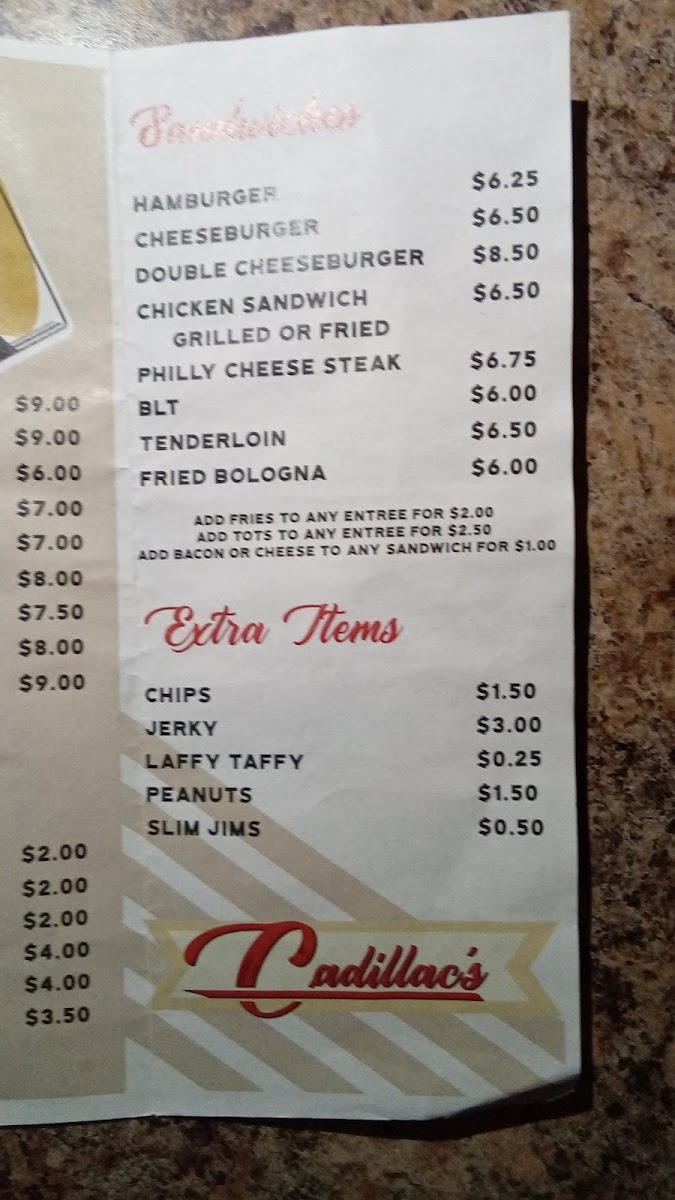 $9.00
$9.00
$6.00
$7.00
$7.00
$8.00
$7.50
$8.00
$9.00
$2.00
$2.00
$2.00
$4.00
$4.00
$3.50
Sandwiches
HAMBURGER $6.25
CHEESEBURGER $6.50
DOUBLE CHEESEBURGER $8.50
CHICKEN SANDWICH $6.50
GRILLED OR FRIED
PHILLY CHEESE STEAK $6.75
BLT $6.00
TENDERLOIN $6.50
FRIED BOLOGNA $6.00
ADD FRIES TO ANY ENTREE FOR $2.00
ADD TOTS TO ANY ENTREE FOR $2.50
ADD BACON OR CHEESE TO ANY SANDWICH FOR $1.00
Extra Items
CHIPS $1.50
JERKY $3.00
LAFFY TAFFY $0.25
PEANUTS $1.50
SLIM JIMS $0.50
Cadillac's